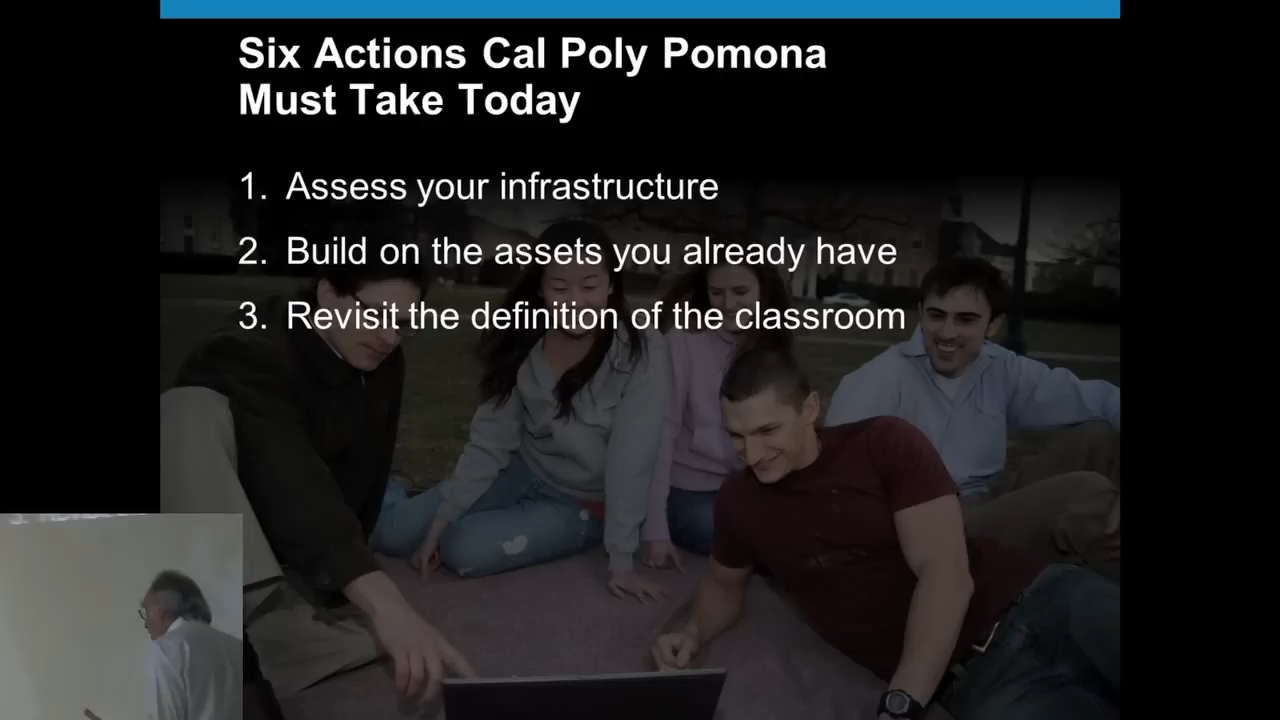 Six Actions Cal Poly Pomona
Must Take Today
1. Assess your infrastructure
2. Build on the assets you already have
3. Revisit the definition of the classroom